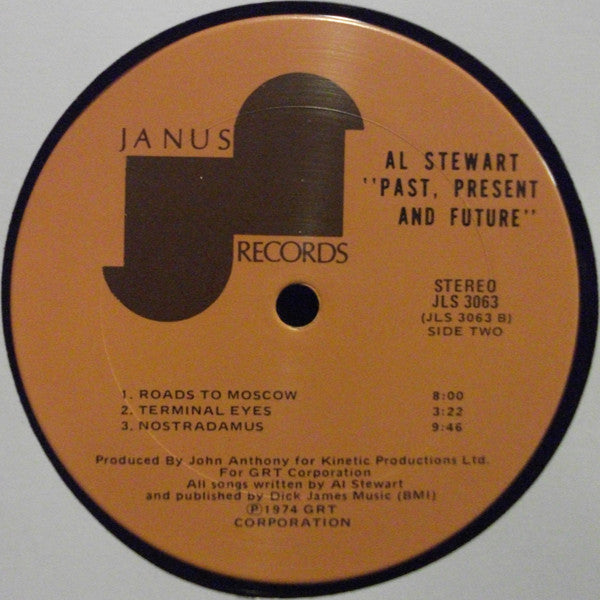 JANUS
RECORDS
AL STEWART
"PAST, PRESENT
AND FUTURE"
STEREO
JLS 3063
(JLS 3063 B)
SIDE TWO
1. ROADS TO MOSCOW 8:00
2. TERMINAL EYES 3:22
3. NOSTRADAMUS 9:46
Produced By John Anthony for Kinetic Productions Ltd.
For GRT Corporation
All songs written by Al Stewart
and published by Dick James Music (BMI)
Ⓟ1974 GRT
CORPORATION